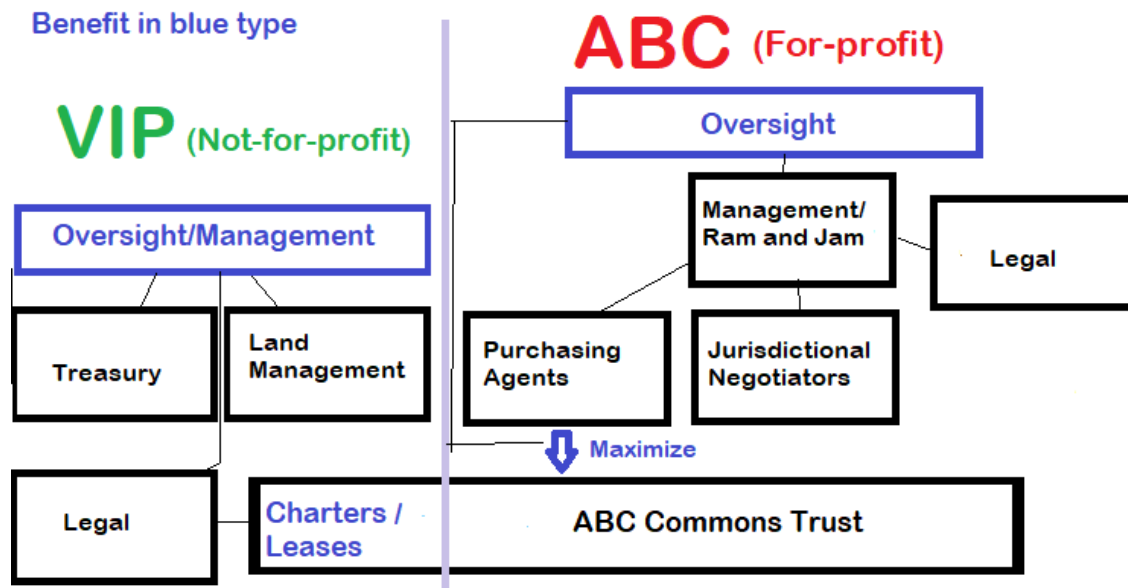 Benefit in blue type
VIP (Not-for-profit)
Oversight/Management
Treasury
Land
Management
Legal
Charters /
Leases
ABC (For-profit)
Oversight
Management/
Ram and Jam
Legal
Purchasing
Agents
Jurisdictional
Negotiators
Maximize
ABC Commons Trust